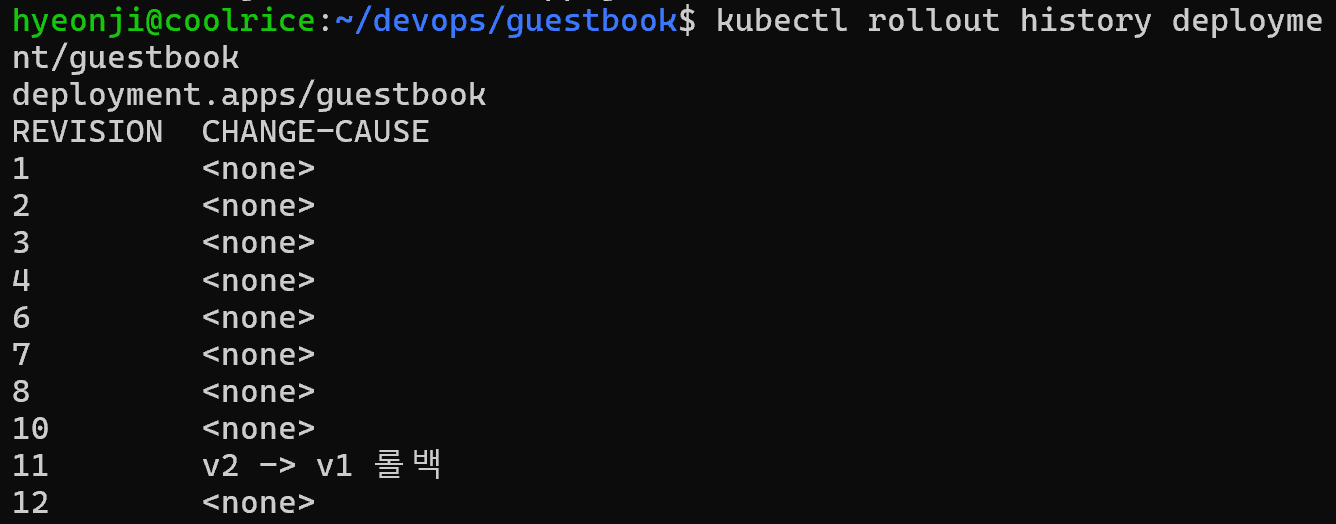 hyeonji@coolrice:~/devops/guestbook$ kubectl rollout history deployme
nt/guestbook
deployment.apps/guestbook
REVISION  CHANGE-CAUSE
1         <none>
2         <none>
3         <none>
4         <none>
6         <none>
7         <none>
8         <none>
10        <none>
11        v2 -> v1 롤백
12        <none>